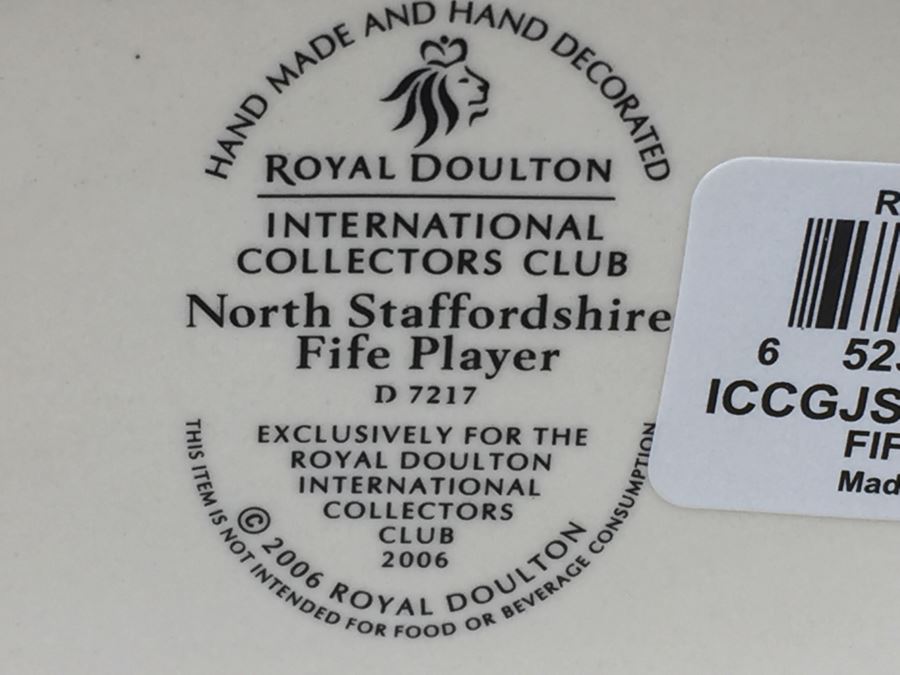 HAND MADE AND HAND DECORATED
ROYAL DOULTON
INTERNATIONAL
COLLECTORS CLUB
North Staffordshire
Fife Player
D 7217
EXCLUSIVELY FOR THE
ROYAL DOULTON
INTERNATIONAL
COLLECTORS
CLUB
2006
© 2006 ROYAL DOULTON
THIS ITEM IS NOT INTENDED FOR FOOD OR BEVERAGE CONSUMPTION
R
6 52
ICCGJS
FIF
Mad